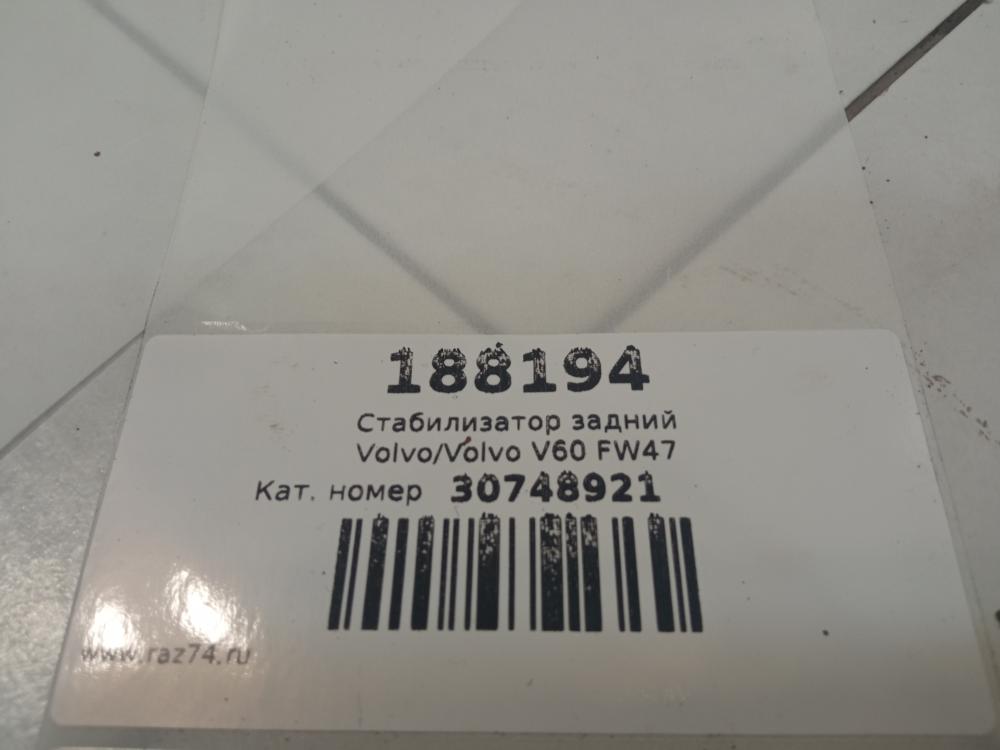 188194
Стабилизатор задний
Volvo/Volvo V60 FW47
Кат. номер 30748921
www.raz74.ru